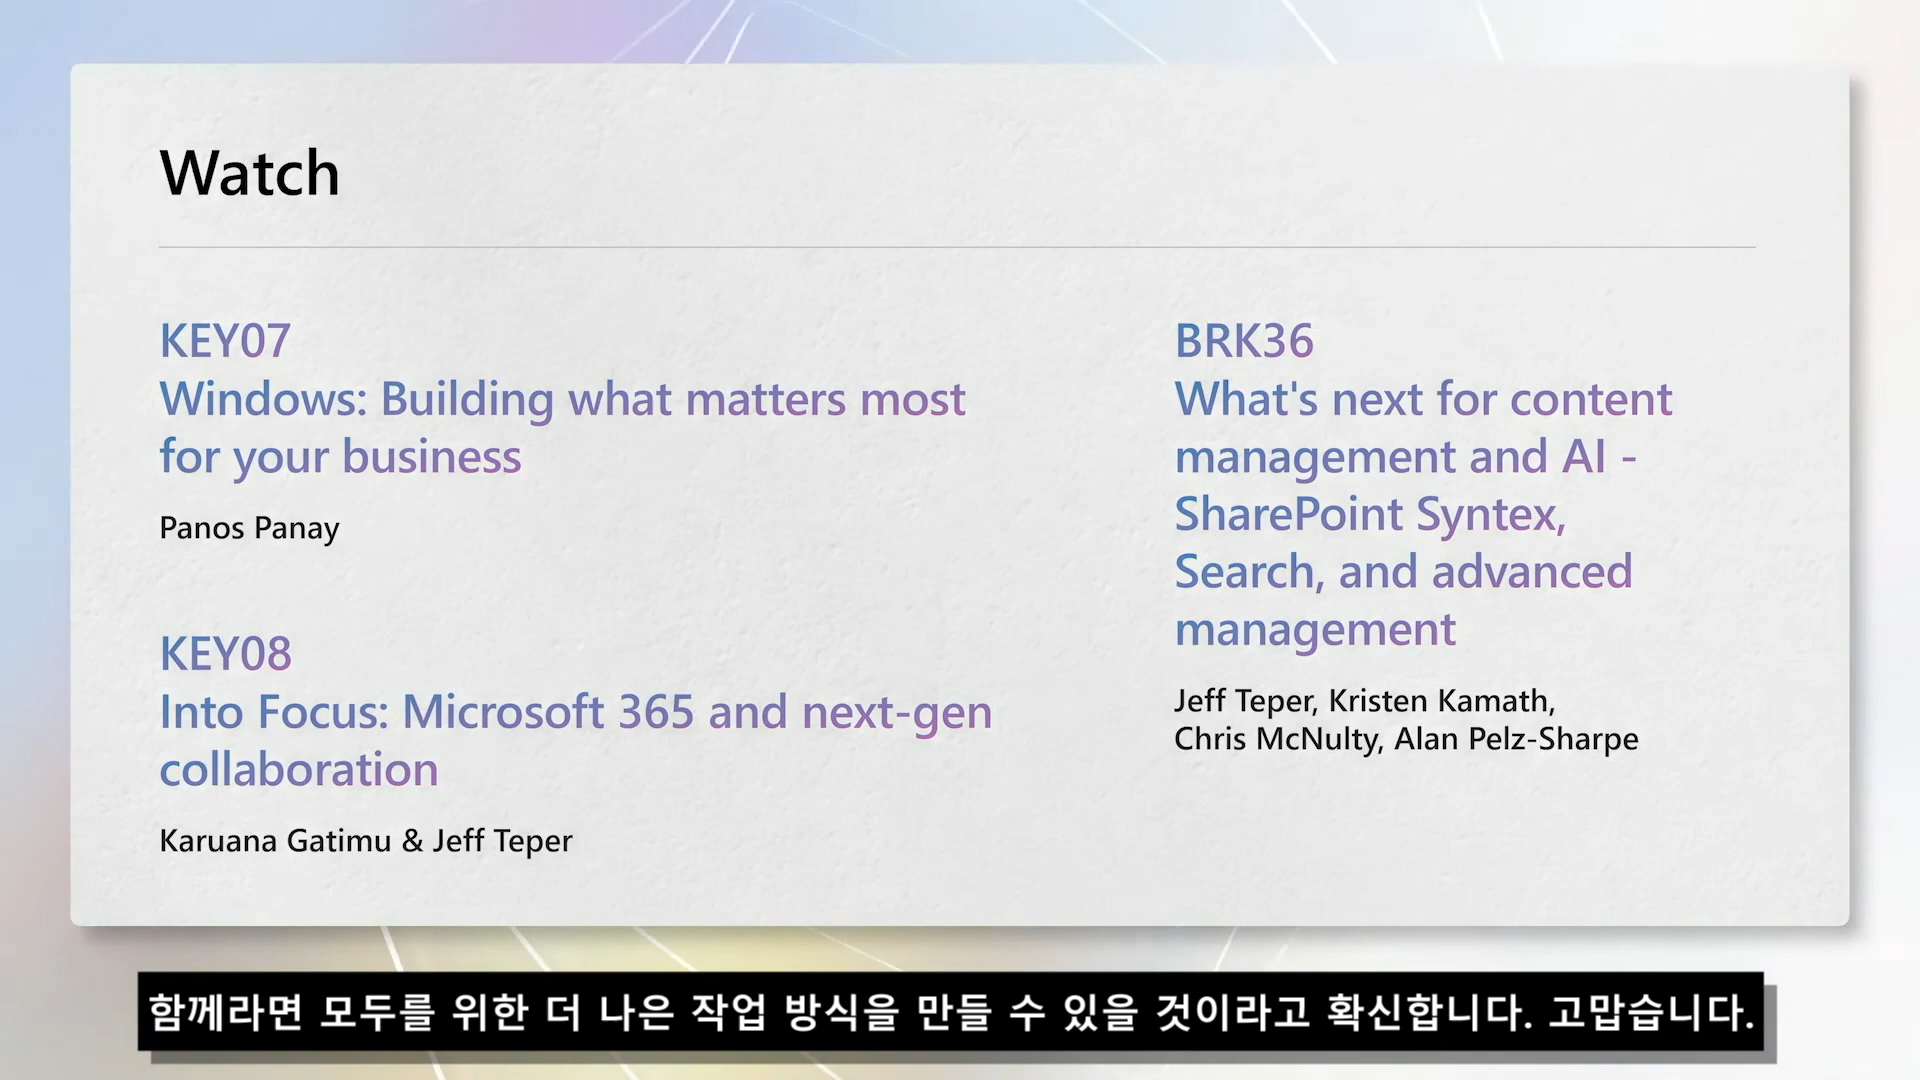 Watch
KEY07
Windows: Building what matters most
for your business
Panos Panay
KEY08
Into Focus: Microsoft 365 and next-gen
collaboration
Karuana Gatimu & Jeff Teper
BRK36
What's next for content
management and AI -
SharePoint Syntex,
Search, and advanced
management
Jeff Teper, Kristen Kamath,
Chris McNulty, Alan Pelz-Sharpe
함께라면 모두를 위한 더 나은 작업 방식을 만들 수 있을 것이라고 확신합니다. 고맙습니다.